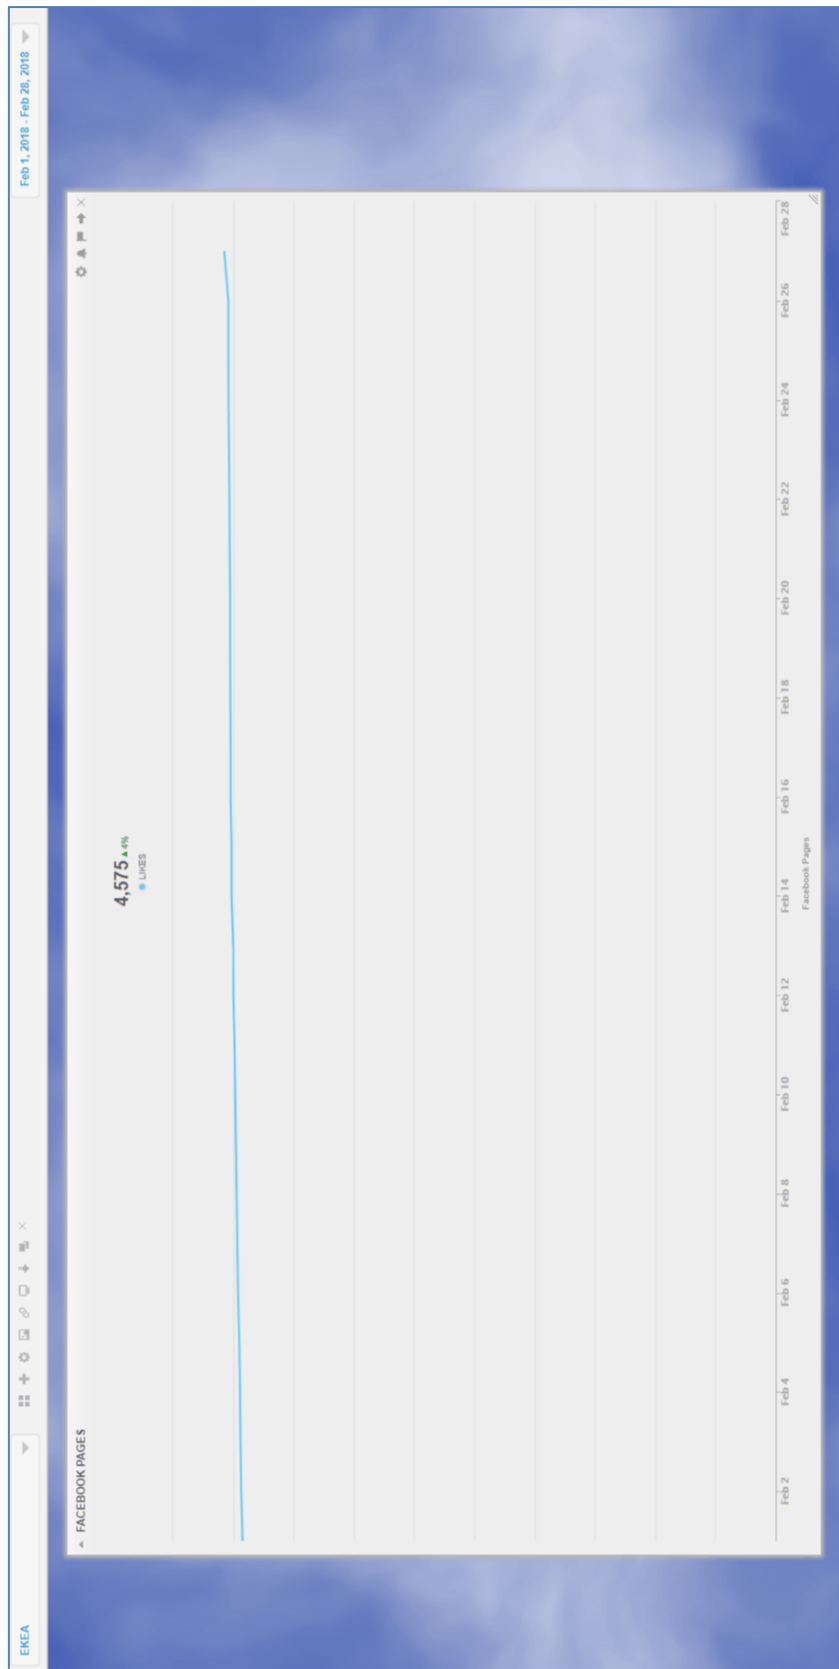 EKEA
Feb 1, 2018 - Feb 28, 2018
FACEBOOK PAGES
4,575 ▲ 4%
LIKES
Feb 2 Feb 4 Feb 6 Feb 8 Feb 10 Feb 12 Feb 14 Feb 16 Feb 18 Feb 20 Feb 22 Feb 24 Feb 26 Feb 28
Facebook Pages